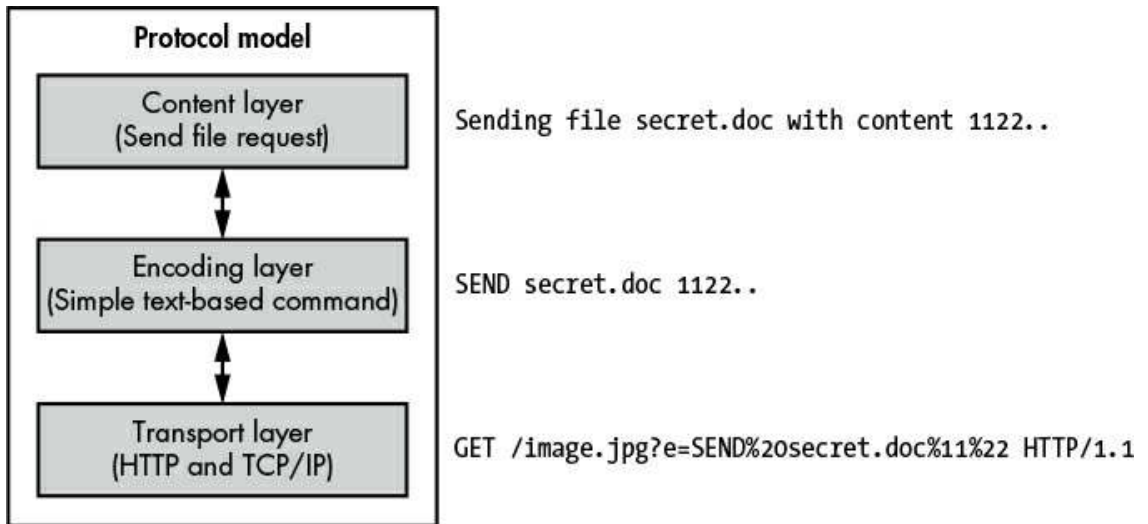 Protocol model
Content layer
(Send file request)
Sending file secret.doc with content 1122..
Encoding layer
(Simple text-based command)
SEND secret.doc 1122..
Transport layer
(HTTP and TCP/IP)
GET /image.jpg?e=SEND%20secret.doc%11%22 HTTP/1.1